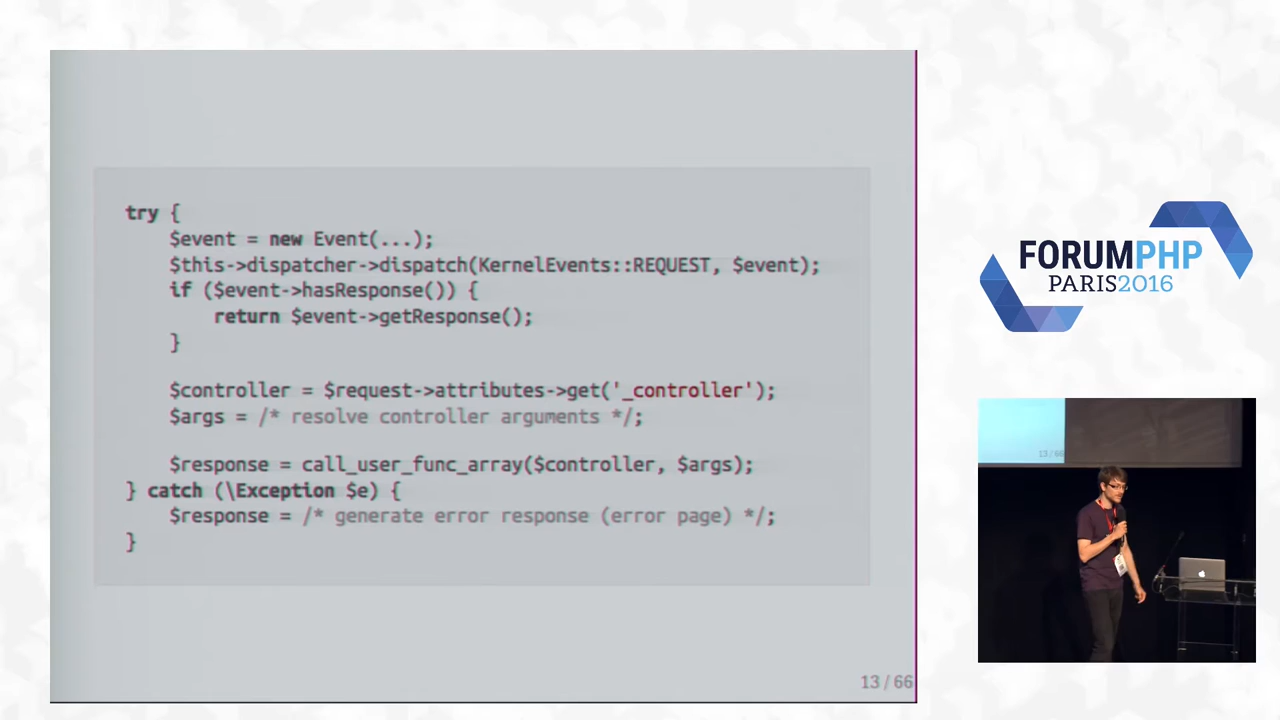 try {
    $event = new Event(...);
    $this->dispatcher->dispatch(KernelEvents::REQUEST, $event);
    if ($event->hasResponse()) {
        return $event->getResponse();
    }
    $controller = $request->attributes->get('_controller');
    $args = /* resolve controller arguments */;
    $response = call_user_func_array($controller, $args);
} catch (\Exception $e) {
    $response = /* generate error response (error page) */;
}
13 / 66
FORUMPHP
PARIS2016
13 / 66